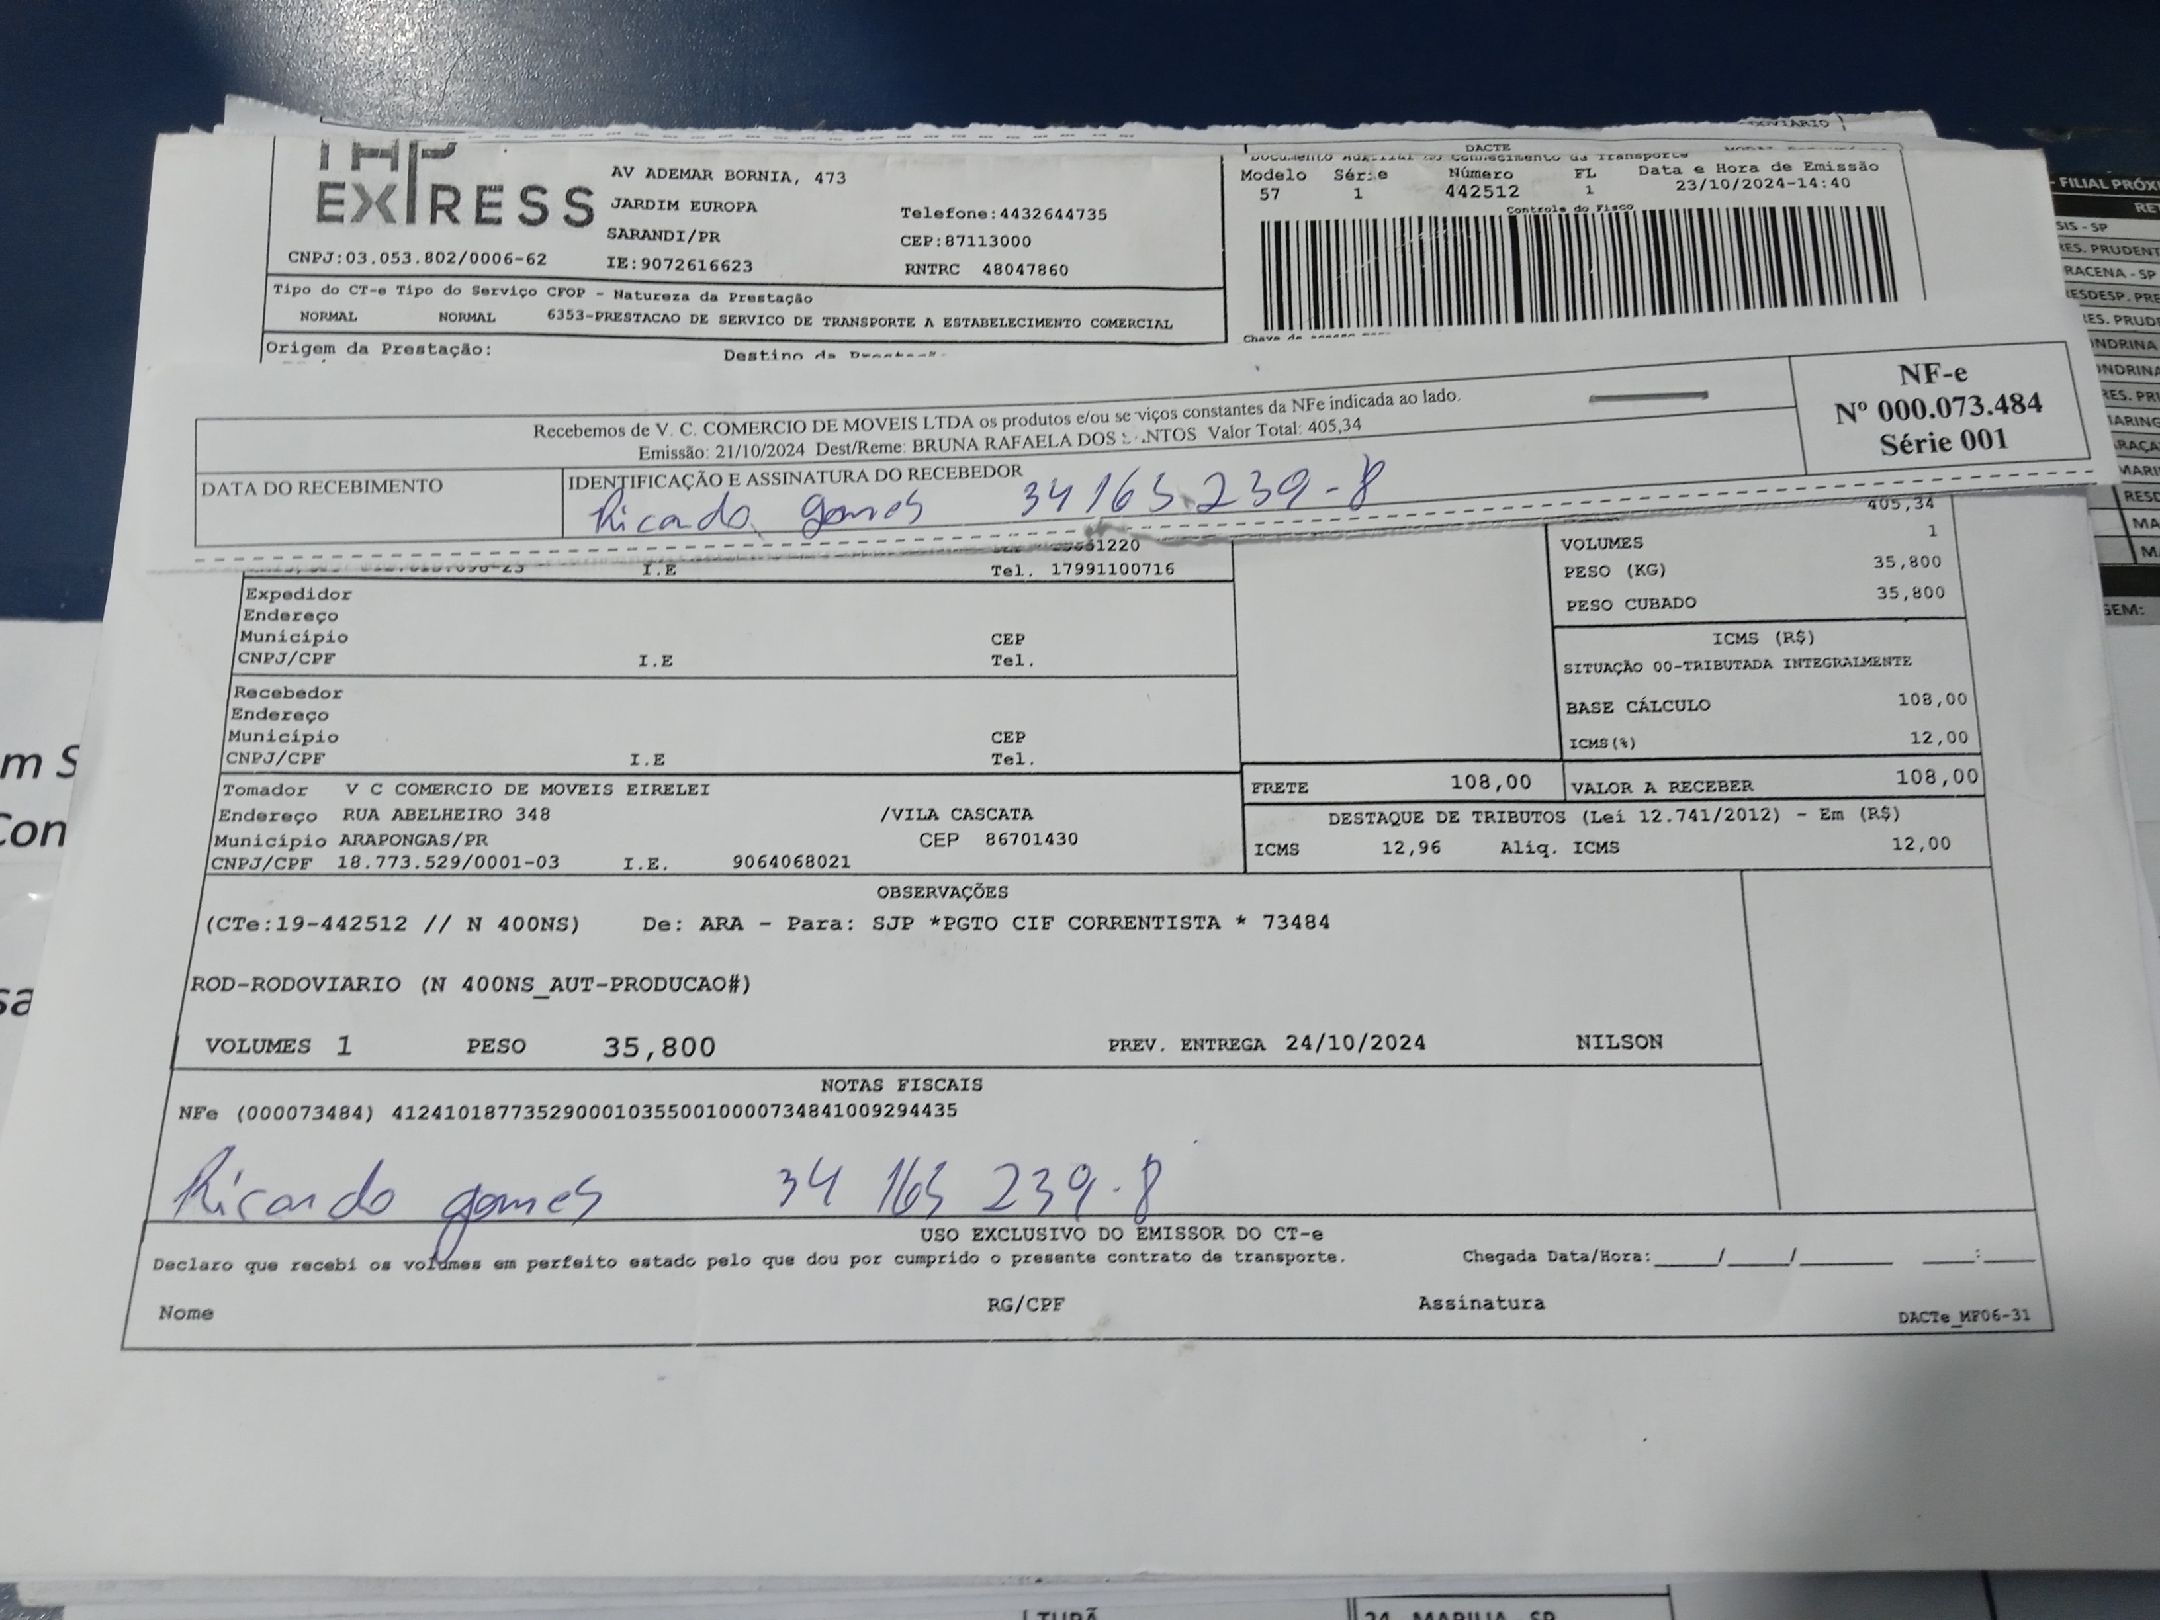 EXPRESS
CNPJ:03.053.802/0006-62
AV ADEMAR BORNIA, 473
JARDIM EUROPA
SARANDI/PR
IE:9072616623
Telefone:4432644735
CEP:87113000
RNTRC 48047860
DACTE
Documento Auxiliar do Conhecimento de Transporte
Modelo Série Número FL Data e Hora de Emissão
57 1 442512 1 23/10/2024-14:40
Controle do Fisco
Tipo do CT-e Tipo do Serviço CFOP - Natureza da Prestação
NORMAL NORMAL 6353-PRESTACAO DE SERVICO DE TRANSPORTE A ESTABELECIMENTO COMERCIAL
Origem da Prestação: Destino da
Recebemos de V. C. COMERCIO DE MOVEIS LTDA os produtos e/ou serviços constantes da NFe indicada ao lado.
Emissão: 21/10/2024 Dest/Reme: BRUNA RAFAELA DOS SANTOS Valor Total: 405,34
NF-e
Nº 000.073.484
Série 001
DATA DO RECEBIMENTO
IDENTIFICAÇÃO E ASSINATURA DO RECEBEDOR
Ricardo gomes 34165.239-8
405,34
VOLUMES 1
PESO (KG) 35,800
PESO CUBADO 35,800
I.E Tel. 17991100716
Expedidor
Endereço
Município CEP
CNPJ/CPF I.E Tel.
ICMS (R$)
SITUAÇÃO 00-TRIBUTADA INTEGRALMENTE
BASE CÁLCULO 108,00
ICMS(%) 12,00
Recebedor
Endereço
Município CEP
CNPJ/CPF I.E Tel.
FRETE 108,00 VALOR A RECEBER 108,00
Tomador V C COMERCIO DE MOVEIS EIRELEI
Endereço RUA ABELHEIRO 348 /VILA CASCATA
Município ARAPONGAS/PR CEP 86701430
CNPJ/CPF 18.773.529/0001-03 I.E. 9064068021
DESTAQUE DE TRIBUTOS (Lei 12.741/2012) - Em (R$)
ICMS 12,96 Aliq. ICMS 12,00
OBSERVAÇÕES
(CTe:19-442512 // N 400NS) De: ARA - Para: SJP *PGTO CIF CORRENTISTA * 73484
ROD-RODOVIARIO (N 400NS_AUT-PRODUCAO#)
VOLUMES 1 PESO 35,800 PREV. ENTREGA 24/10/2024 NILSON
NOTAS FISCAIS
NFe (000073484) 41241018773529000103550010000734841009294435
Ricardo gomes 34 165 239-8
USO EXCLUSIVO DO EMISSOR DO CT-e
Declaro que recebi os volumes em perfeito estado pelo que dou por cumprido o presente contrato de transporte. Chegada Data/Hora:____/____/______ ____:____
Nome RG/CPF Assinatura
DACTe_MF06-31